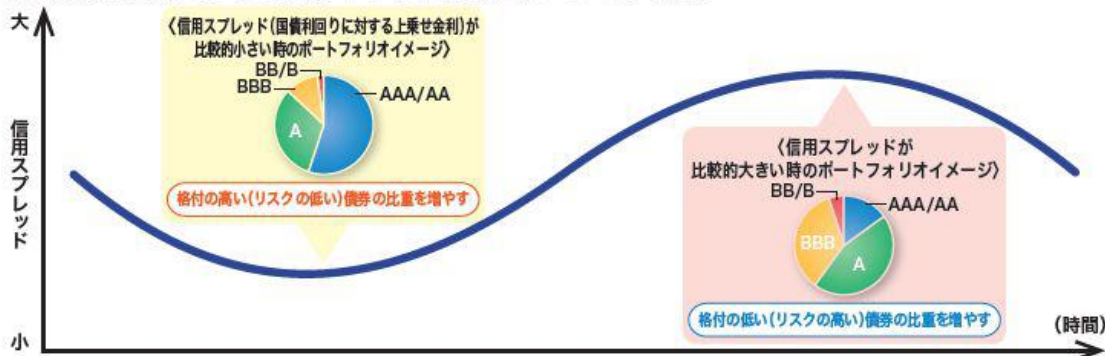 大
〈信用スプレッド(国債利回りに対する上乗せ金利)が
比較的小さい時のポートフォリオイメージ〉
BB/B
BBB
AAA/AA
A
格付の高い(リスクの低い)債券の比重を増やす
信用スプレッド
〈信用スプレッドが
比較的大きい時のポートフォリオイメージ〉
BB/B
AAA/AA
BBB
A
格付の低い(リスクの高い)債券の比重を増やす
小
(時間)